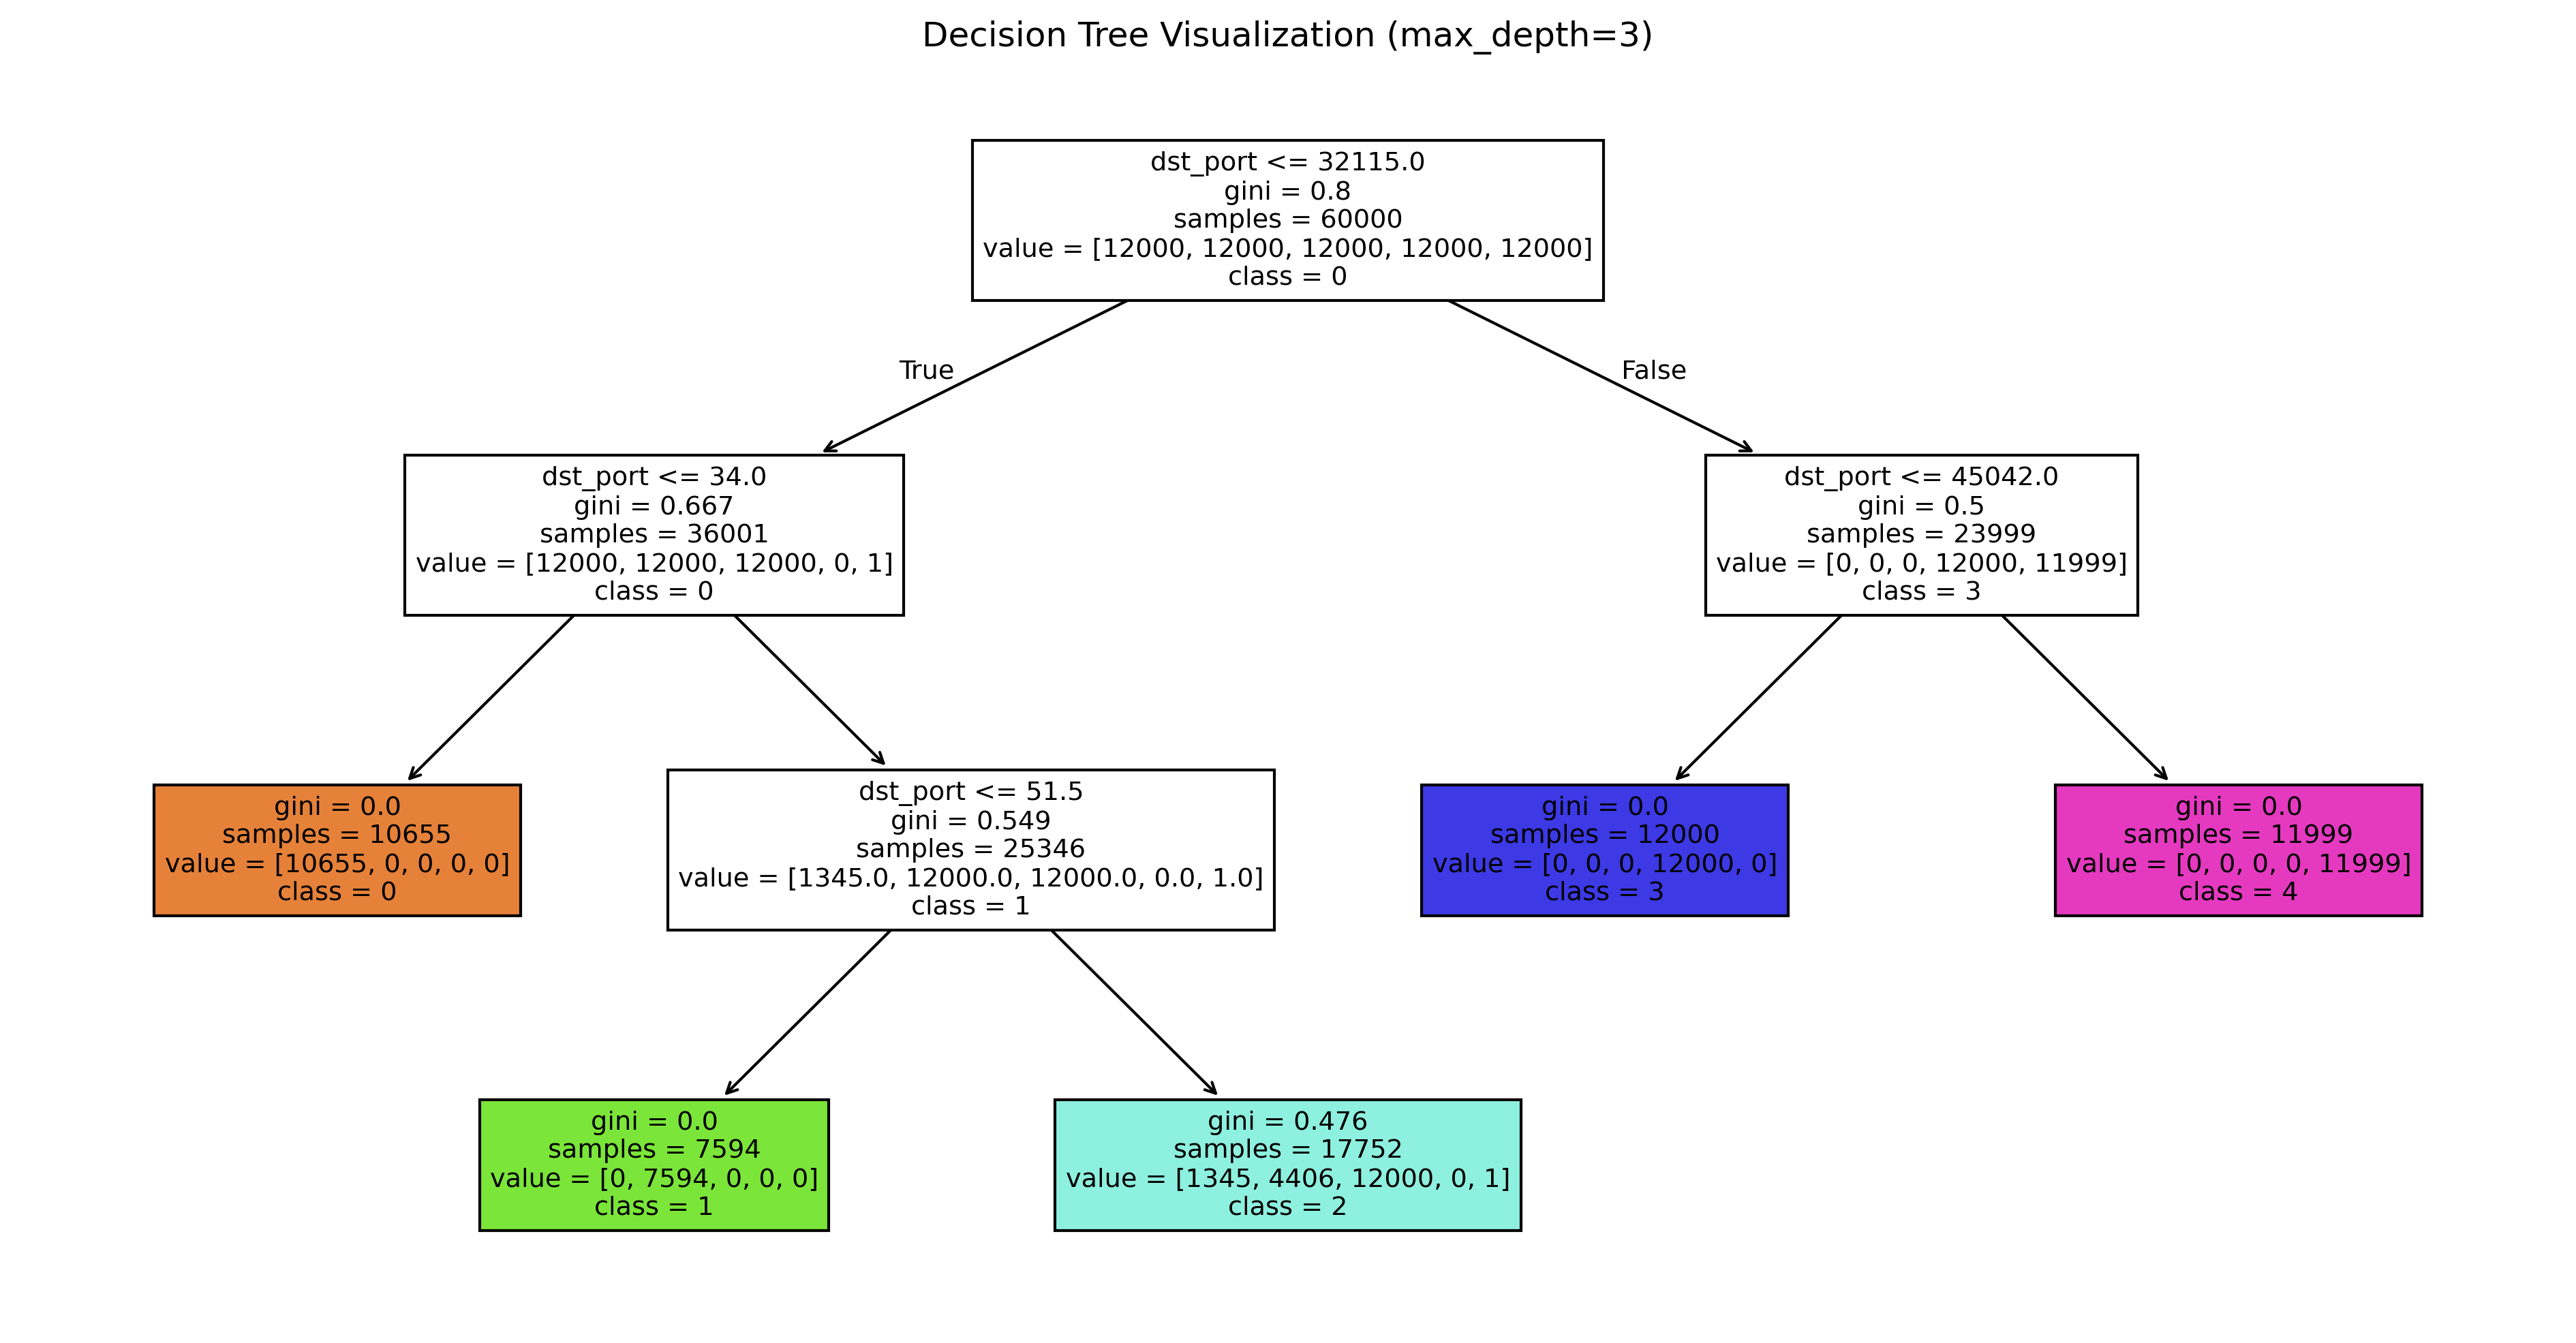 Decision Tree Visualization (max_depth=3)
dst_port <= 32115.0
gini = 0.8
samples = 60000
value = [12000, 12000, 12000, 12000, 12000]
class = 0
True
False
dst_port <= 34.0
gini = 0.667
samples = 36001
value = [12000, 12000, 12000, 0, 1]
class = 0
dst_port <= 45042.0
gini = 0.5
samples = 23999
value = [0, 0, 0, 12000, 11999]
class = 3
gini = 0.0
samples = 10655
value = [10655, 0, 0, 0, 0]
class = 0
dst_port <= 51.5
gini = 0.549
samples = 25346
value = [1345.0, 12000.0, 12000.0, 0.0, 1.0]
class = 1
gini = 0.0
samples = 12000
value = [0, 0, 0, 12000, 0]
class = 3
gini = 0.0
samples = 11999
value = [0, 0, 0, 0, 11999]
class = 4
gini = 0.0
samples = 7594
value = [0, 7594, 0, 0, 0]
class = 1
gini = 0.476
samples = 17752
value = [1345, 4406, 12000, 0, 1]
class = 2